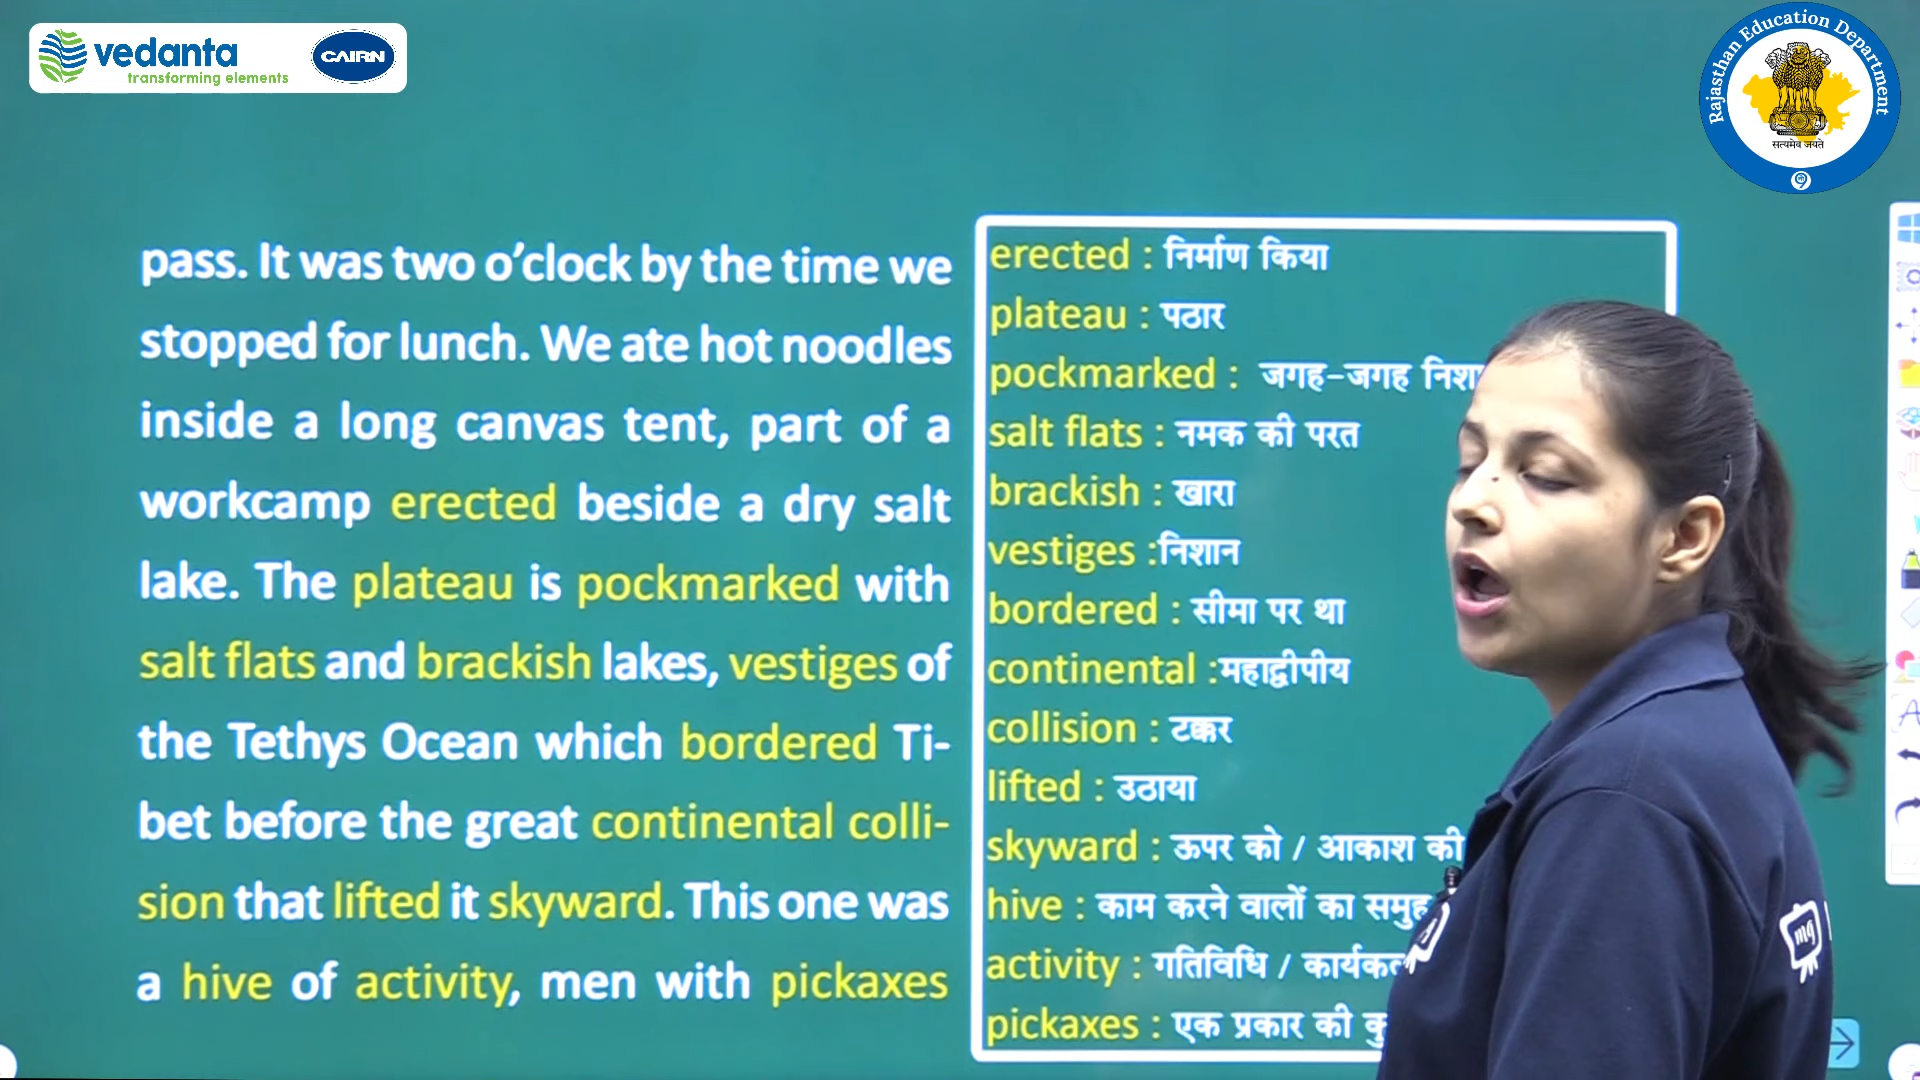 vedanta
transforming elements
CAIRN
Rajasthan Education Department
सत्यमेव जयते
pass. It was two o’clock by the time we
stopped for lunch. We ate hot noodles
inside a long canvas tent, part of a
workcamp erected beside a dry salt
lake. The plateau is pockmarked with
salt flats and brackish lakes, vestiges of
the Tethys Ocean which bordered Ti-
bet before the great continental colli-
sion that lifted it skyward. This one was
a hive of activity, men with pickaxes
erected : निर्माण किया
plateau : पठार
pockmarked : जगह-जगह
salt flats : नमक की परत
brackish : खारा
vestiges :निशान
bordered : सीमा पर था
continental :महाद्वीपीय
collision : टक्कर
lifted : उठाया
skyward : ऊपर को / आकाश की
hive : काम करने वालों का समुह
activity : गतिविधि /
pickaxes : एक प्रकार की
mg